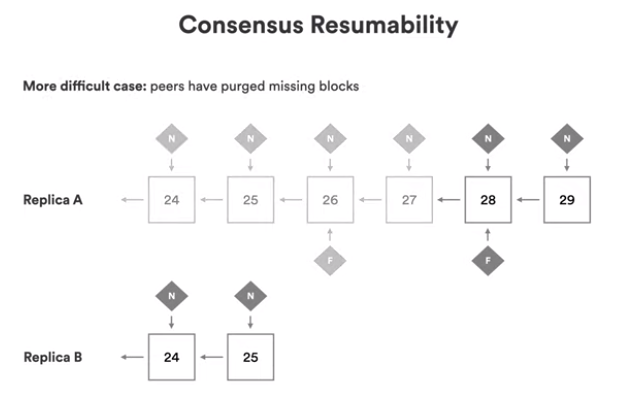 Consensus Resumability
More difficult case: peers have purged missing blocks
N N N N N N
Replica A 24 25 26 27 28 29
F F
N N
Replica B 24 25